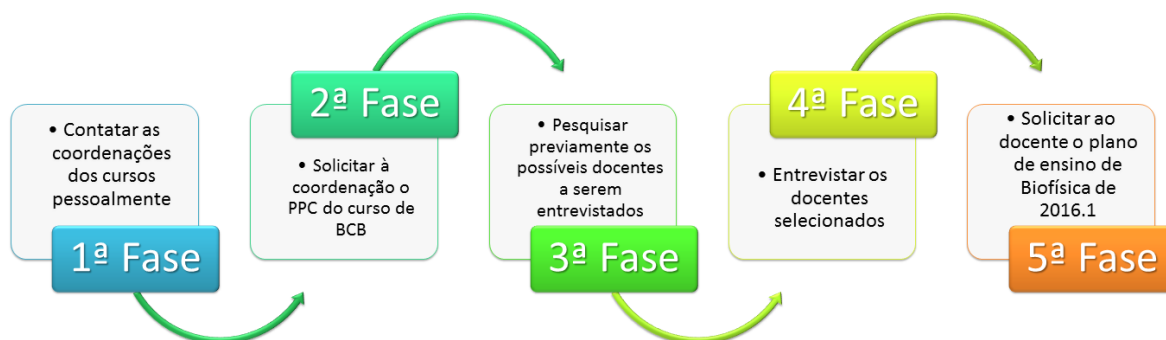 • Contatar as
coordenações
dos cursos
pessoalmente
1ª Fase
2ª Fase
• Solicitar à
coordenação o
PPC do curso de
BCB
• Pesquisar
previamente os
possíveis docentes
a serem
entrevistados
3ª Fase
4ª Fase
• Entrevistar os
docentes
selecionados
• Solicitar ao
docente o plano
de ensino de
Biofísica de
2016.1
5ª Fase